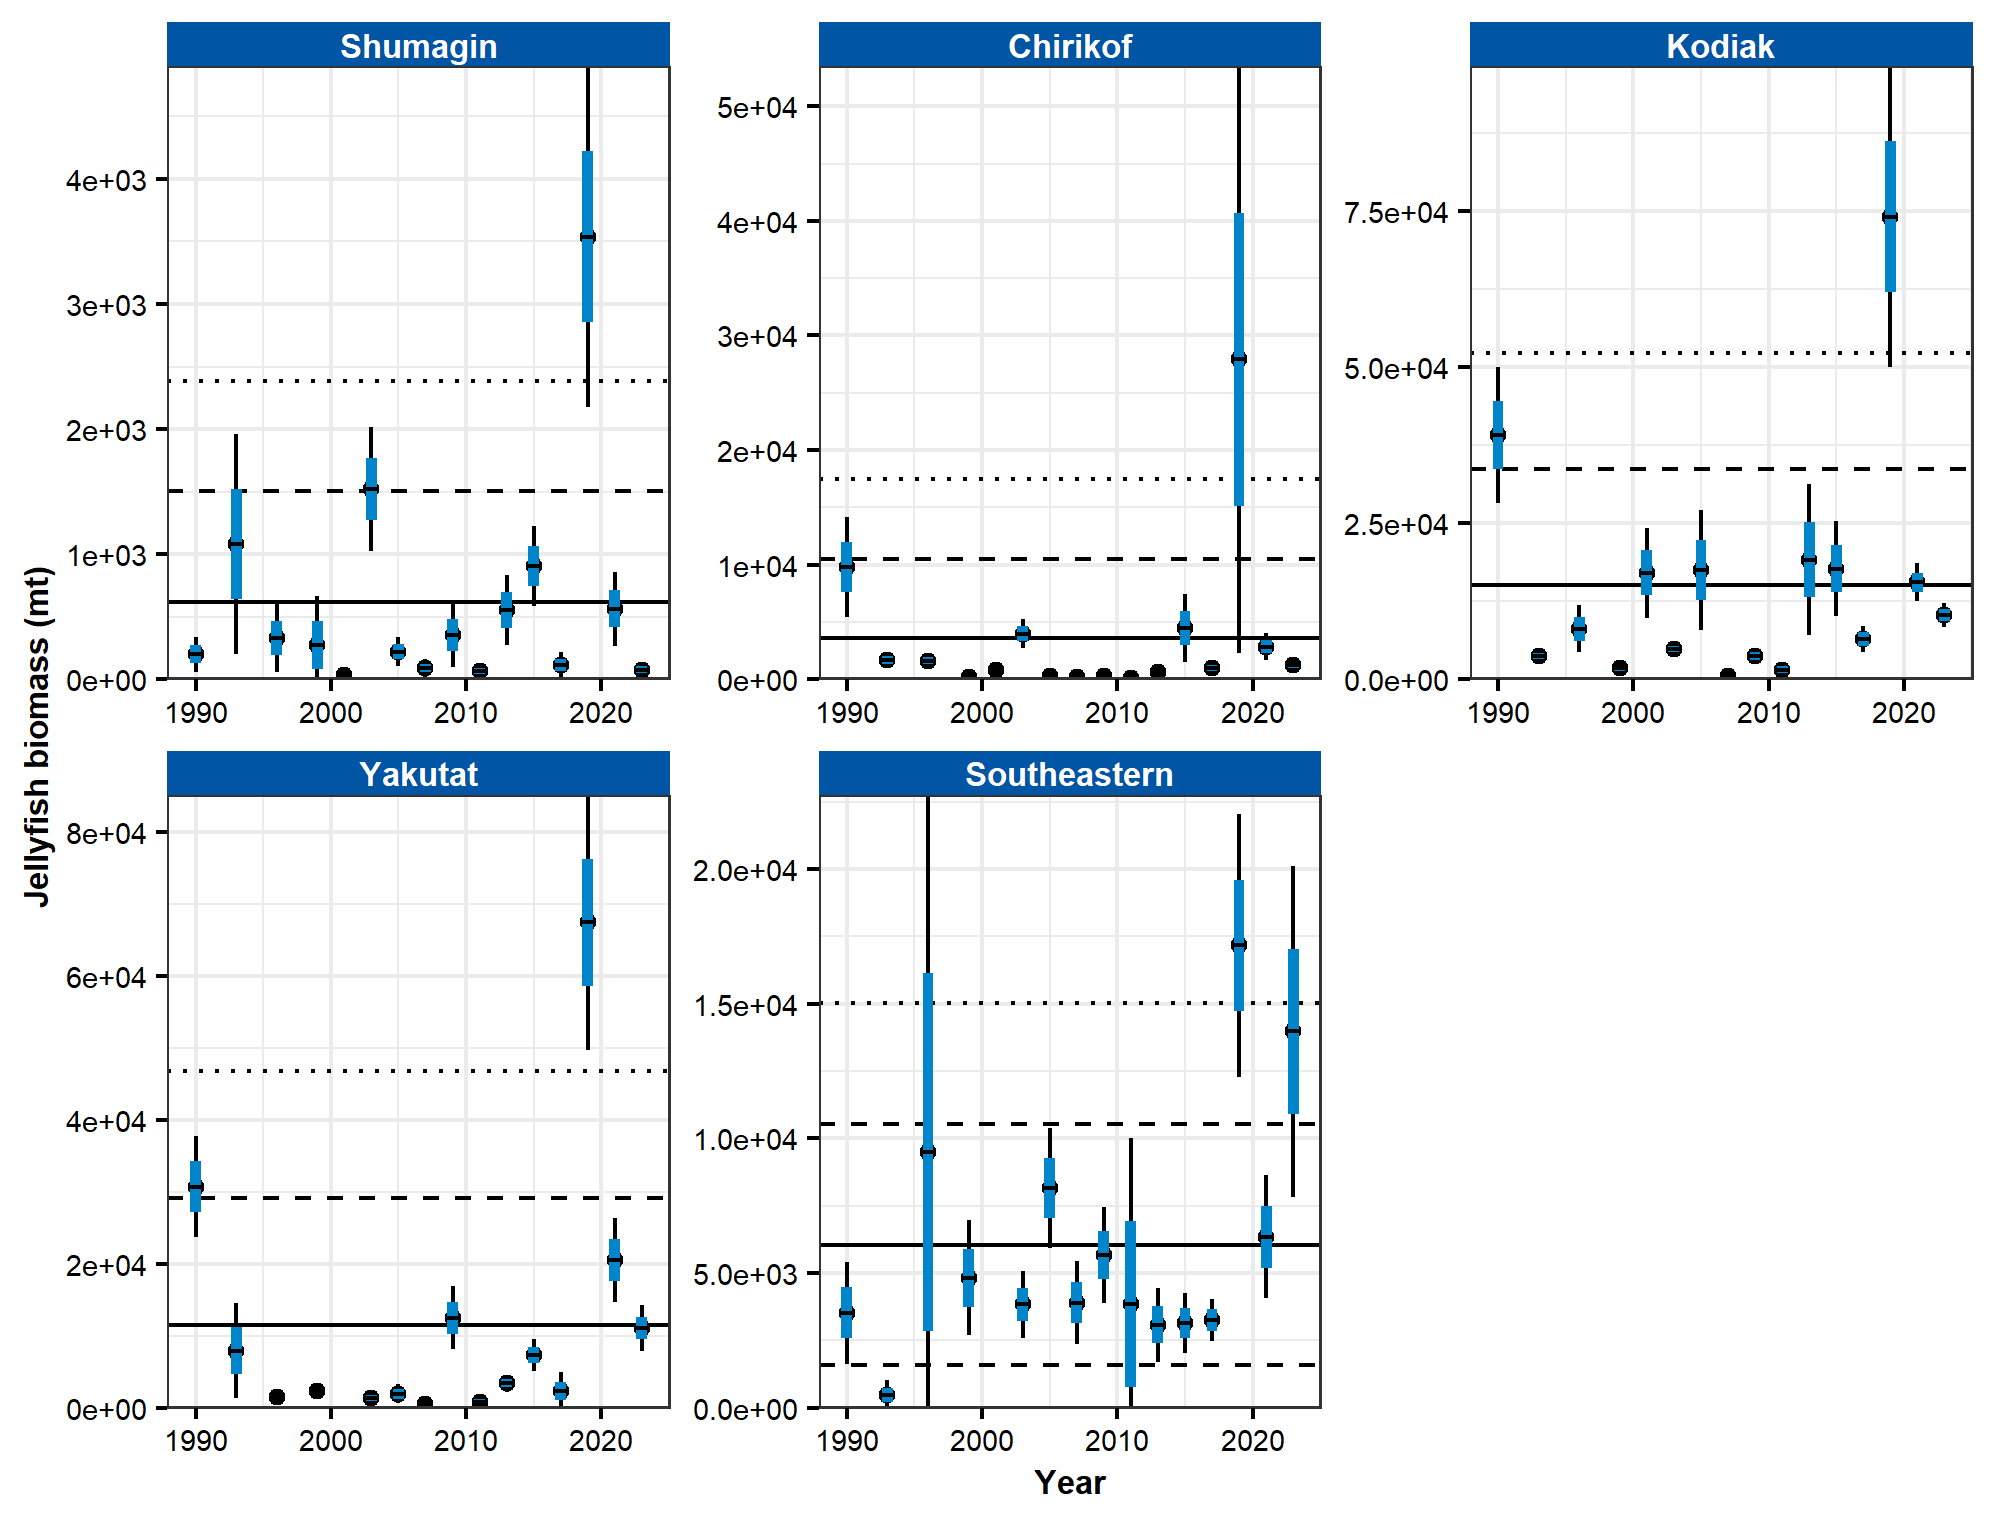 Shumagin Chirikof Kodiak
4e+03
3e+03
2e+03
1e+03
0e+00
1990 2000 2010 2020
5e+04
4e+04
3e+04
2e+04
1e+04
0e+00
1990 2000 2010 2020
7.5e+04
5.0e+04
2.5e+04
0.0e+00
1990 2000 2010 2020
Jellyfish biomass (mt)
Yakutat Southeastern
8e+04
6e+04
4e+04
2e+04
0e+00
1990 2000 2010 2020
2.0e+04
1.5e+04
1.0e+04
5.0e+03
0.0e+00
1990 2000 2010 2020
Year